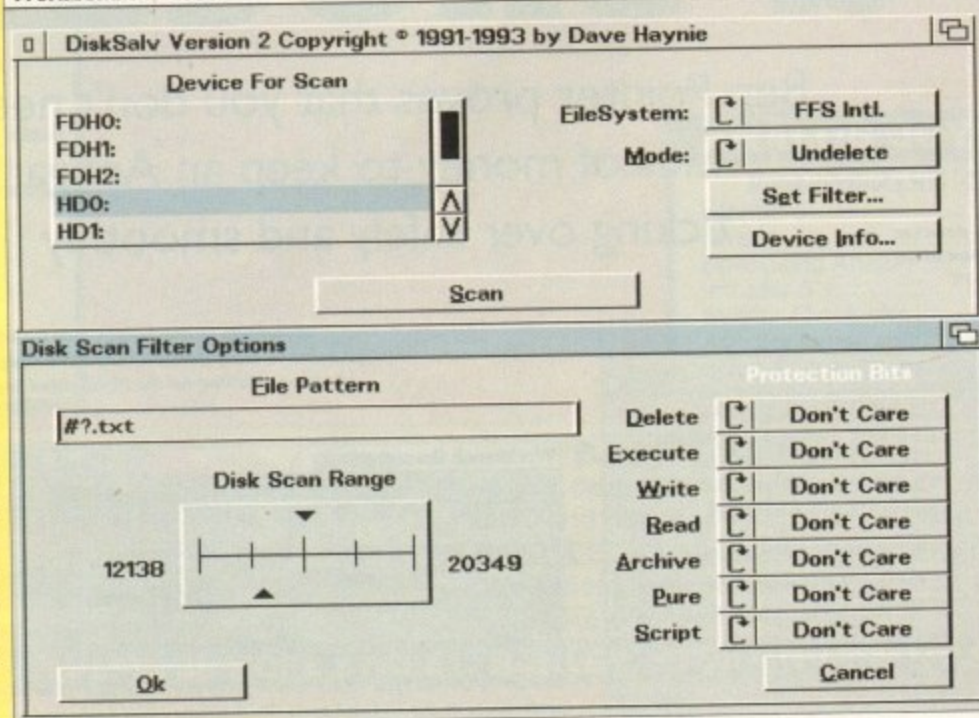 DiskSalv Version 2 Copyright © 1991-1993 by Dave Haynie
Device For Scan
FDH0:
FDH1:
FDH2:
HD0:
HD1:
FileSystem: FFS Intl.
Mode: Undelete
Set Filter...
Device Info...
Scan
Disk Scan Filter Options
File Pattern
#?.txt
Disk Scan Range
12138
20349
Protection Bits
Delete Don't Care
Execute Don't Care
Write Don't Care
Read Don't Care
Archive Don't Care
Pure Don't Care
Script Don't Care
Ok
Cancel